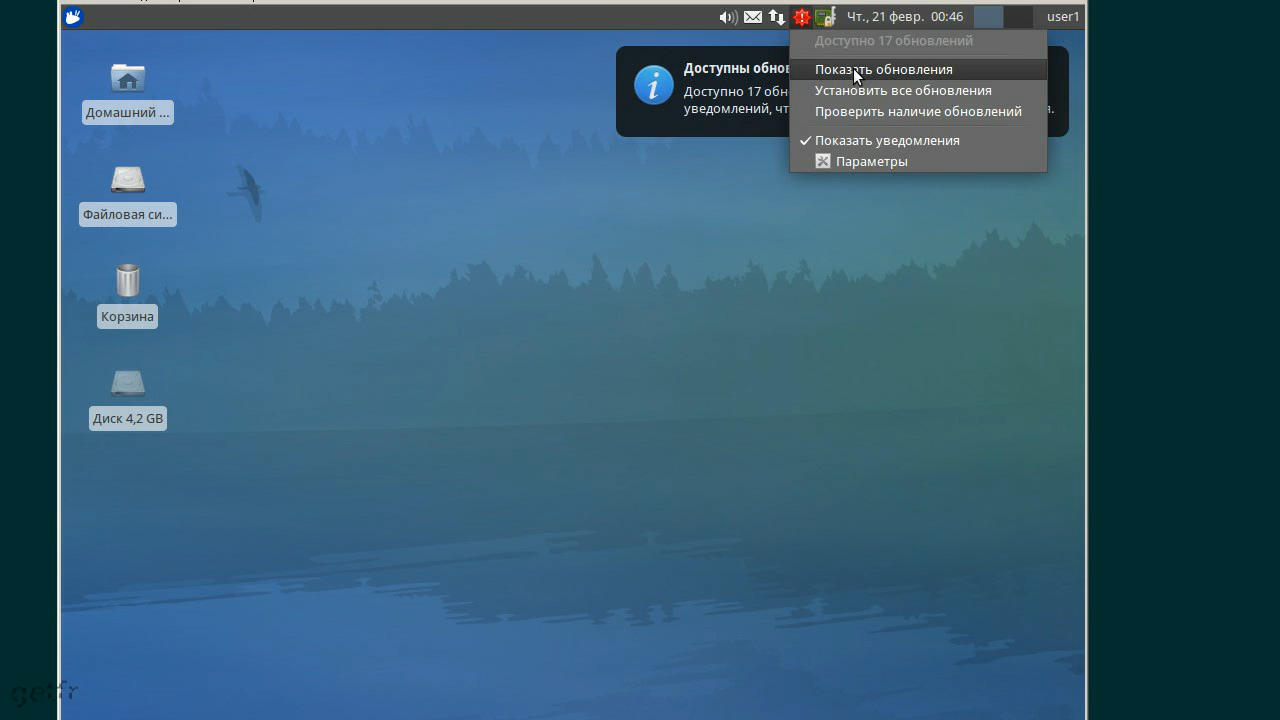 Чт., 21 февр. 00:46 user1
Доступно 17 обновлений
Показать обновления
Установить все обновления
Проверить наличие обновлений
Показать уведомления
Параметры
Доступны обнов
Доступно 17 обн
уведомлений, чт
я.
Домашний ...
Файловая си...
Корзина
Диск 4,2 GB
getfr